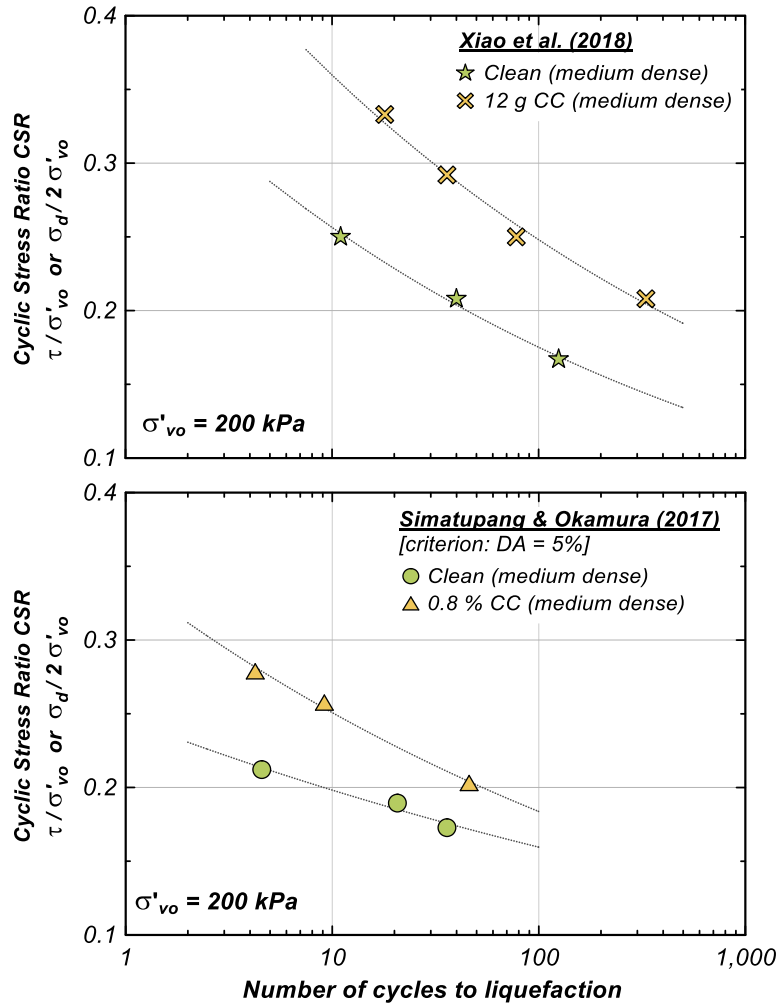 0.4
Xiao et al. (2018)
Clean (medium dense)
12 g CC (medium dense)
Cyclic Stress Ratio CSR
τ / σ'vo or σd / 2 σ'vo
0.3
0.2
σ'vo = 200 kPa
0.1
0.4
Simatupang & Okamura (2017)
[criterion: DA = 5%]
Clean (medium dense)
0.8 % CC (medium dense)
Cyclic Stress Ratio CSR
τ / σ'vo or σd / 2 σ'vo
0.3
0.2
σ'vo = 200 kPa
0.1
1 10 100 1,000
Number of cycles to liquefaction